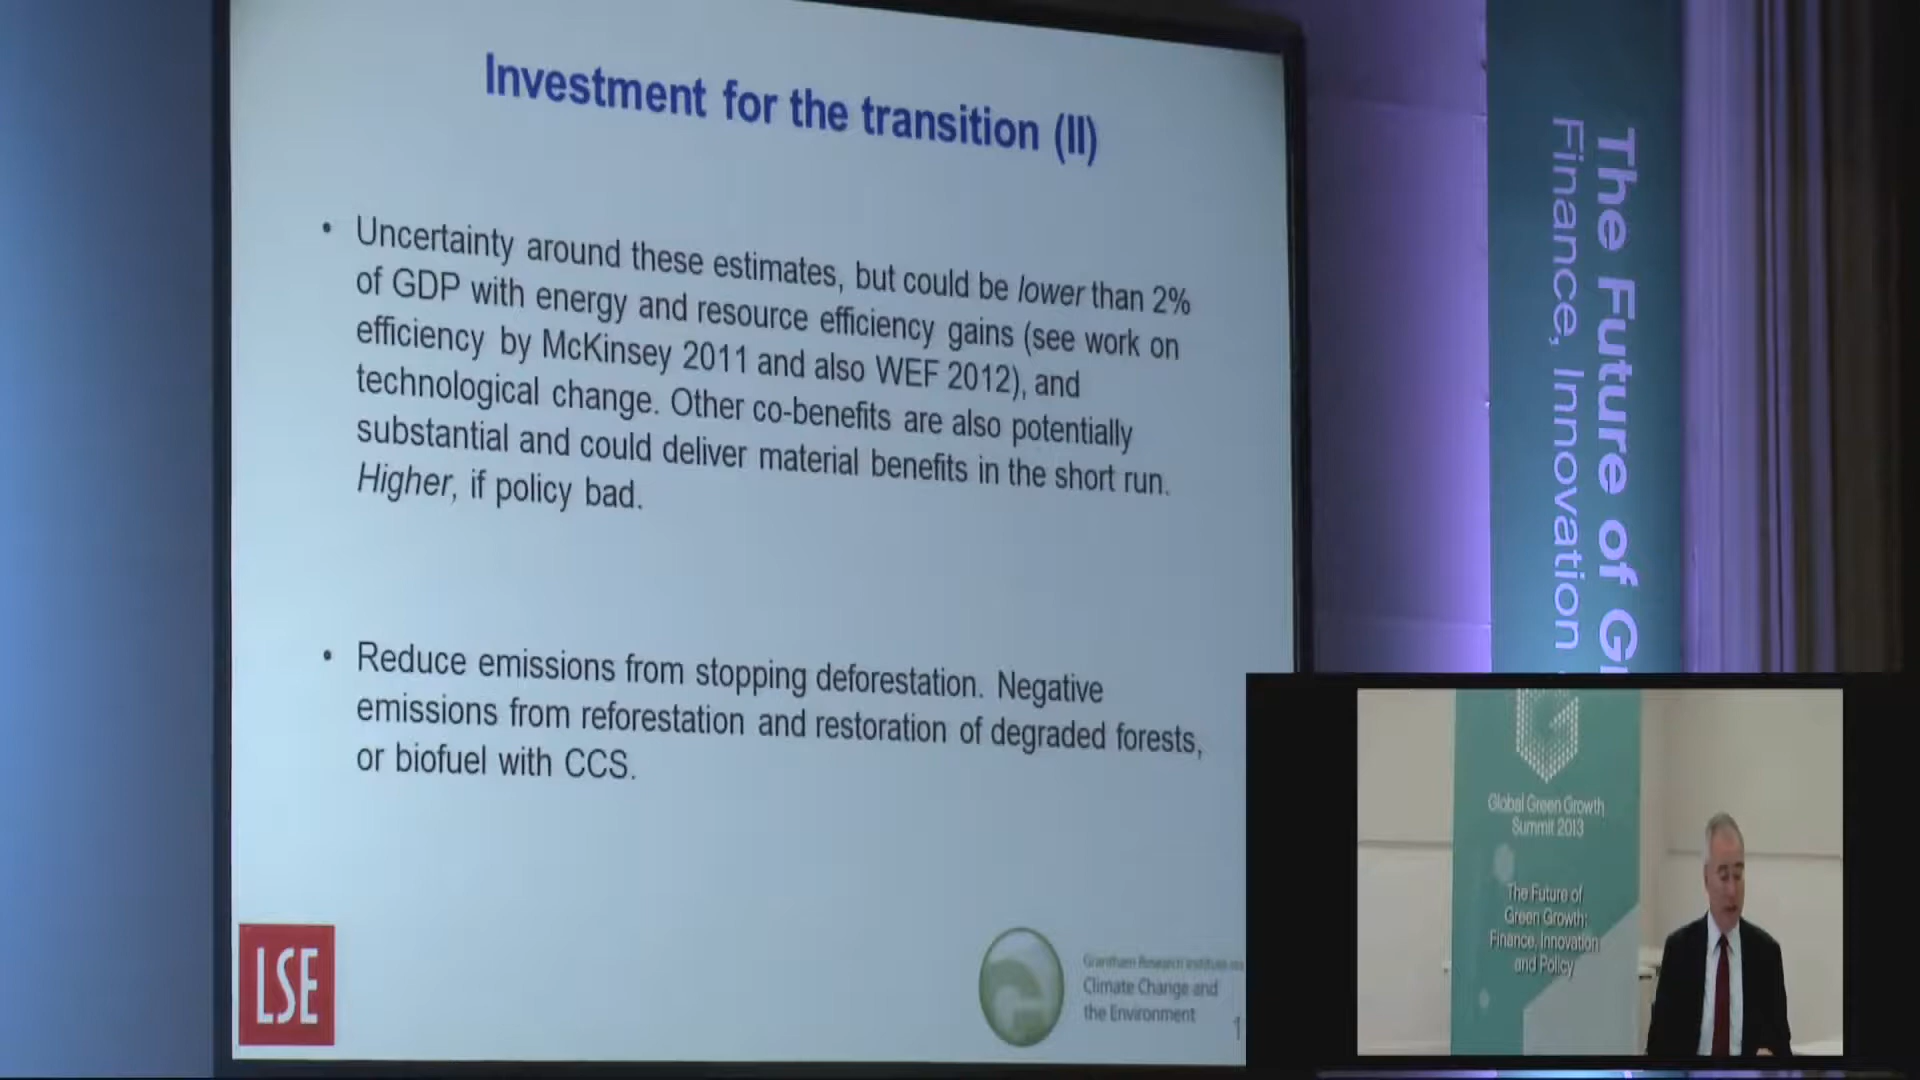 Investment for the transition (II)
• Uncertainty around these estimates, but could be lower than 2%
of GDP with energy and resource efficiency gains (see work on
efficiency by McKinsey 2011 and also WEF 2012), and
technological change. Other co-benefits are also potentially
substantial and could deliver material benefits in the short run.
Higher, if policy bad.
• Reduce emissions from stopping deforestation. Negative
emissions from reforestation and restoration of degraded forests,
or biofuel with CCS.
LSE
Grantham Research Institute on
Climate Change and
the Environment
1
The Future of G
Finance, Innovation
Global Green Growth
Summit 2013
The Future of
Green Growth:
Finance, Innovation
and Policy